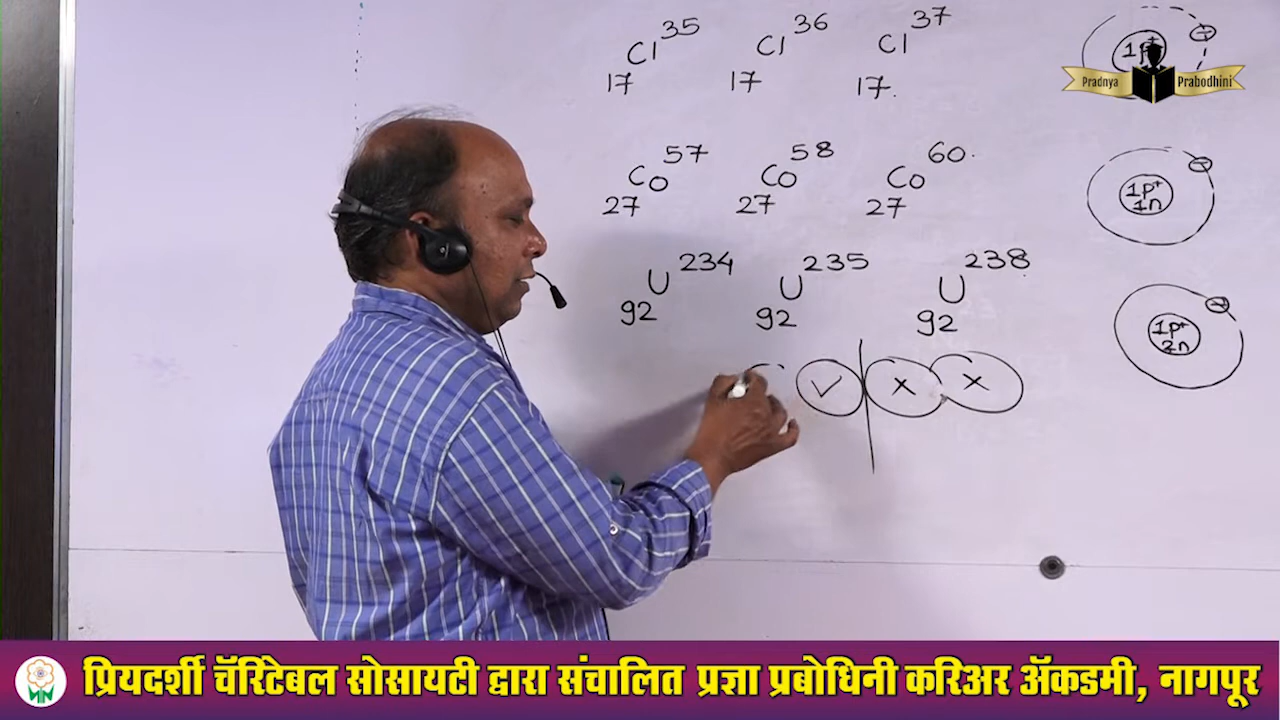 17 Cl 35 17 Cl 36 17 Cl 37
27 Co 57 27 Co 58 27 Co 60
92 U 234 92 U 235 92 U 238
✓ × ×
1p+
Pradnya Prabodhini
1p+
1n
1p+
2n
प्रियदर्शी चॅरिटेबल सोसायटी द्वारा संचालित प्रज्ञा प्रबोधिनी करिअर ॲकडमी, नागपूर